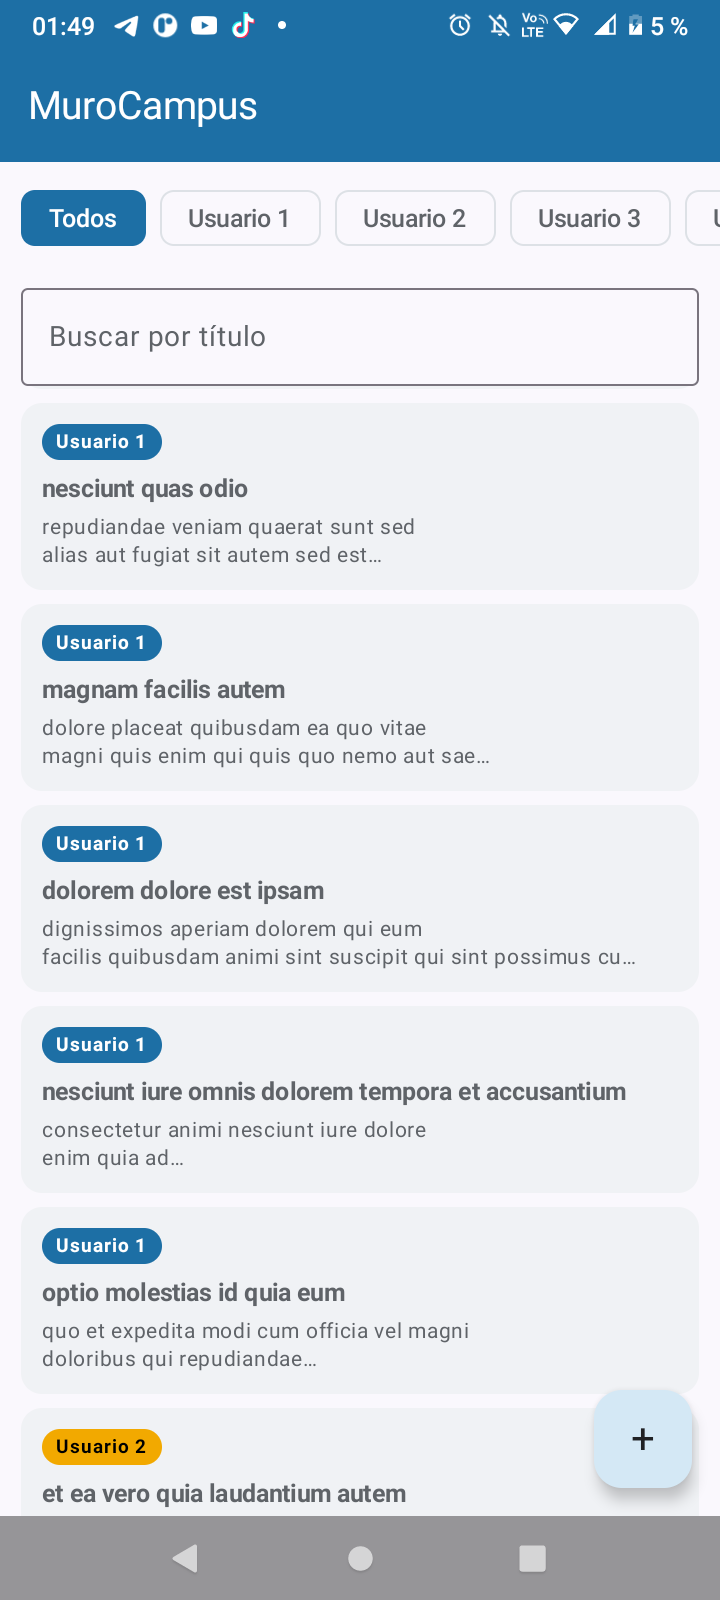 01:49 Vo LTE 5 %
MuroCampus
Todos Usuario 1 Usuario 2 Usuario 3
Buscar por título
Usuario 1
nesciunt quas odio
repudiandae veniam quaerat sunt sed
alias aut fugiat sit autem sed est…
Usuario 1
magnam facilis autem
dolore placeat quibusdam ea quo vitae
magni quis enim qui quis quo nemo aut sae…
Usuario 1
dolorem dolore est ipsam
dignissimos aperiam dolorem qui eum
facilis quibusdam animi sint suscipit qui sint possimus cu…
Usuario 1
nesciunt iure omnis dolorem tempora et accusantium
consectetur animi nesciunt iure dolore
enim quia ad…
Usuario 1
optio molestias id quia eum
quo et expedita modi cum officia vel magni
doloribus qui repudiandae…
+
Usuario 2
et ea vero quia laudantium autem